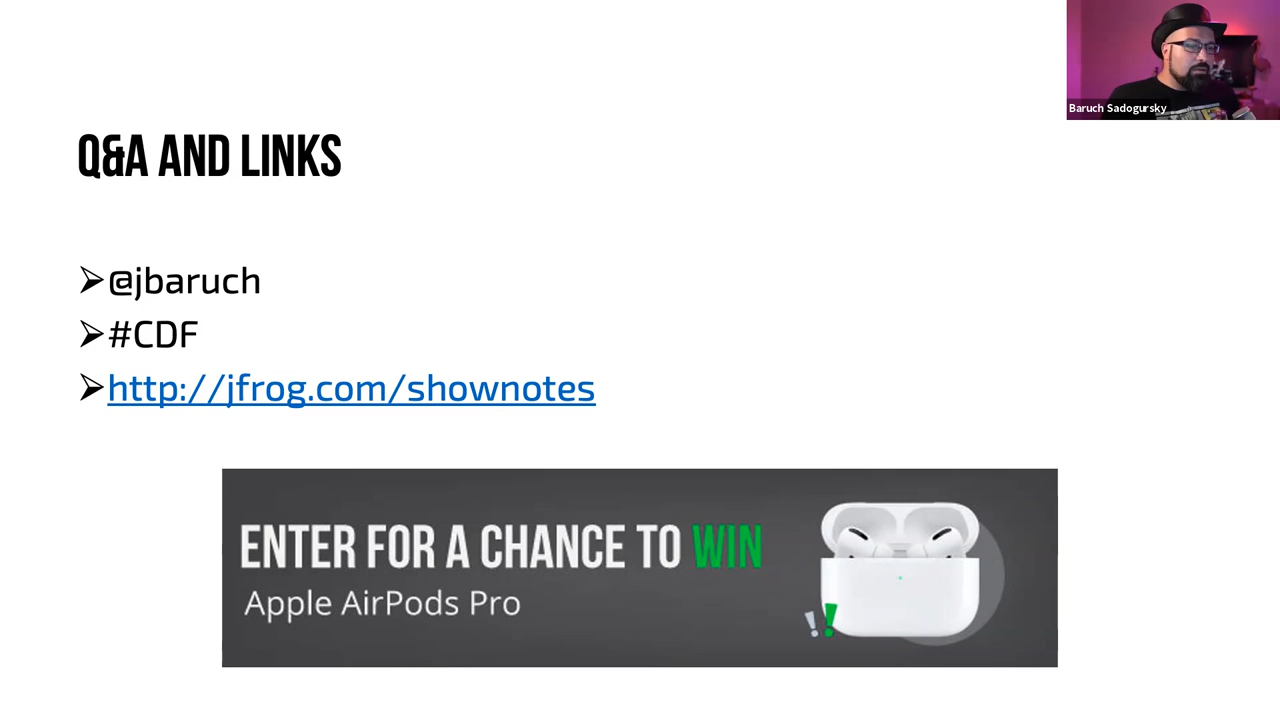 Baruch Sadogursky
Q&A AND LINKS
➢@jbaruch
➢#CDF
➢http://jfrog.com/shownotes
ENTER FOR A CHANCE TO WIN
Apple AirPods Pro
!!